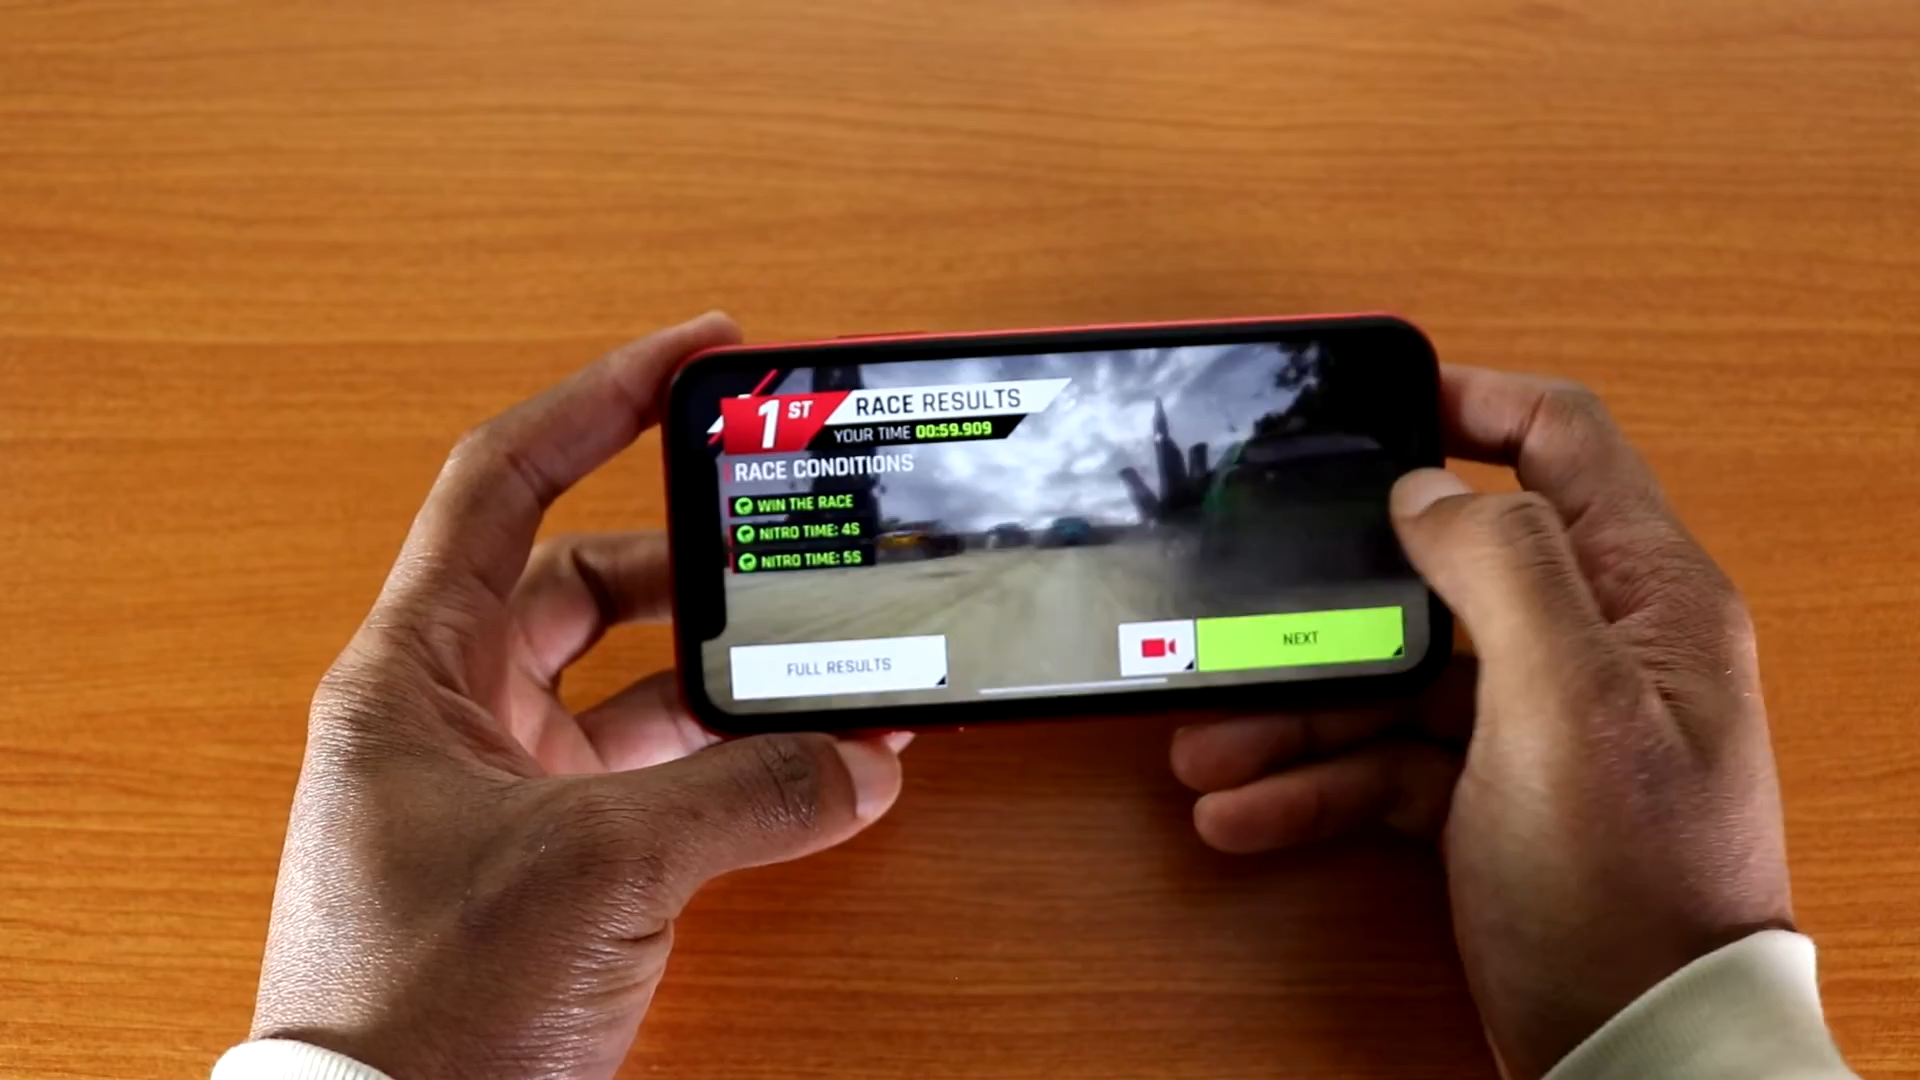 1ST
RACE RESULTS
YOUR TIME 00:59.909
RACE CONDITIONS
WIN THE RACE
NITRO TIME: 4S
NITRO TIME: 5S
FULL RESULTS
NEXT